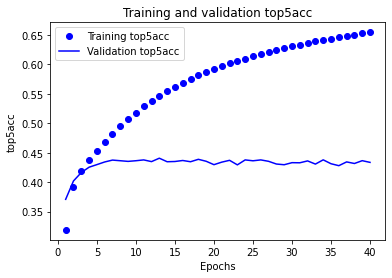 Training and validation top5acc
Training top5acc
Validation top5acc
top5acc
0.65
0.60
0.55
0.50
0.45
0.40
0.35
0 5 10 15 20 25 30 35 40
Epochs